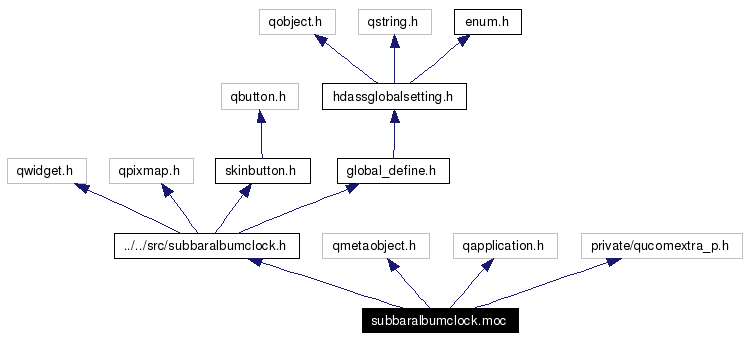 qobject.h
qstring.h
enum.h
qbutton.h
hdassglobalsetting.h
qwidget.h
qpixmap.h
skinbutton.h
global_define.h
../../src/subbaralbumclock.h
qmetaobject.h
qapplication.h
private/qucomextra_p.h
subbaralbumclock.moc